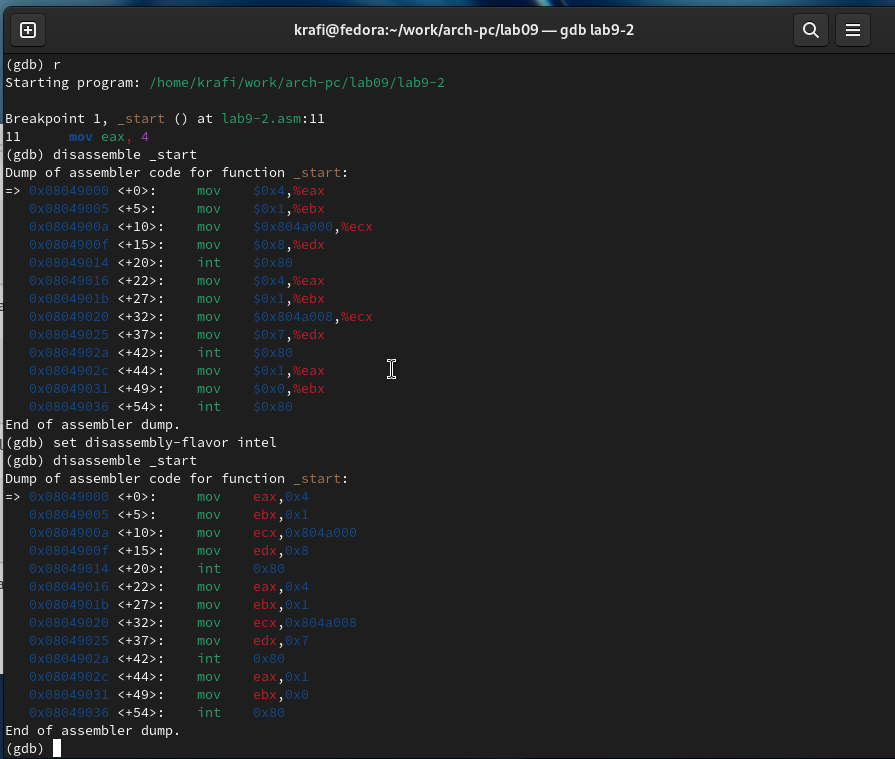 krafi@fedora:~/work/arch-pc/lab09 — gdb lab9-2
(gdb) r
Starting program: /home/krafi/work/arch-pc/lab09/lab9-2
Breakpoint 1, _start () at lab9-2.asm:11
11      mov eax, 4
(gdb) disassemble _start
Dump of assembler code for function _start:
=> 0x08049000 <+0>:     mov    $0x4,%eax
   0x08049005 <+5>:     mov    $0x1,%ebx
   0x0804900a <+10>:    mov    $0x804a000,%ecx
   0x0804900f <+15>:    mov    $0x8,%edx
   0x08049014 <+20>:    int    $0x80
   0x08049016 <+22>:    mov    $0x4,%eax
   0x0804901b <+27>:    mov    $0x1,%ebx
   0x08049020 <+32>:    mov    $0x804a008,%ecx
   0x08049025 <+37>:    mov    $0x7,%edx
   0x0804902a <+42>:    int    $0x80
   0x0804902c <+44>:    mov    $0x1,%eax
   0x08049031 <+49>:    mov    $0x0,%ebx
   0x08049036 <+54>:    int    $0x80
End of assembler dump.
(gdb) set disassembly-flavor intel
(gdb) disassemble _start
Dump of assembler code for function _start:
=> 0x08049000 <+0>:     mov    eax,0x4
   0x08049005 <+5>:     mov    ebx,0x1
   0x0804900a <+10>:    mov    ecx,0x804a000
   0x0804900f <+15>:    mov    edx,0x8
   0x08049014 <+20>:    int    0x80
   0x08049016 <+22>:    mov    eax,0x4
   0x0804901b <+27>:    mov    ebx,0x1
   0x08049020 <+32>:    mov    ecx,0x804a008
   0x08049025 <+37>:    mov    edx,0x7
   0x0804902a <+42>:    int    0x80
   0x0804902c <+44>:    mov    eax,0x1
   0x08049031 <+49>:    mov    ebx,0x0
   0x08049036 <+54>:    int    0x80
End of assembler dump.
(gdb)